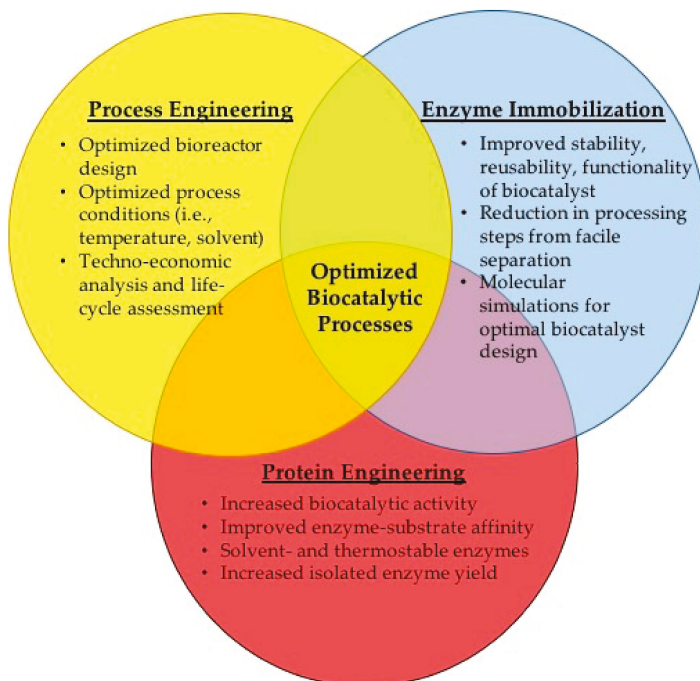 Process Engineering
• Optimized bioreactor
design
• Optimized process
conditions (i.e.,
temperature, solvent)
• Techno-economic
analysis and life-
cycle assessment
Enzyme Immobilization
• Improved stability,
reusability, functionality
of biocatalyst
• Reduction in processing
steps from facile
separation
• Molecular
simulations for
optimal biocatalyst
design
Optimized
Biocatalytic
Processes
Protein Engineering
• Increased biocatalytic activity
• Improved enzyme-substrate affinity
• Solvent- and thermostable enzymes
• Increased isolated enzyme yield